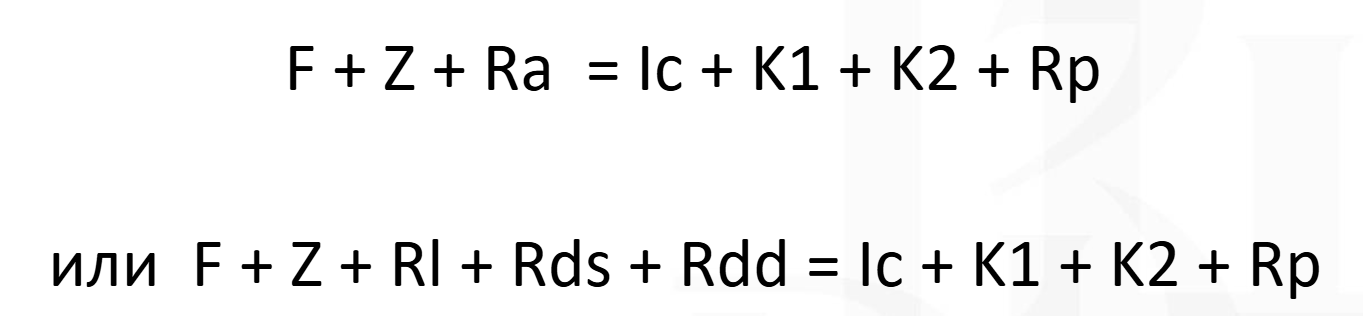 F + Z + Ra = Ic + K1 + K2 + Rp
или F + Z + Rl + Rds + Rdd = Ic + K1 + K2 + Rp